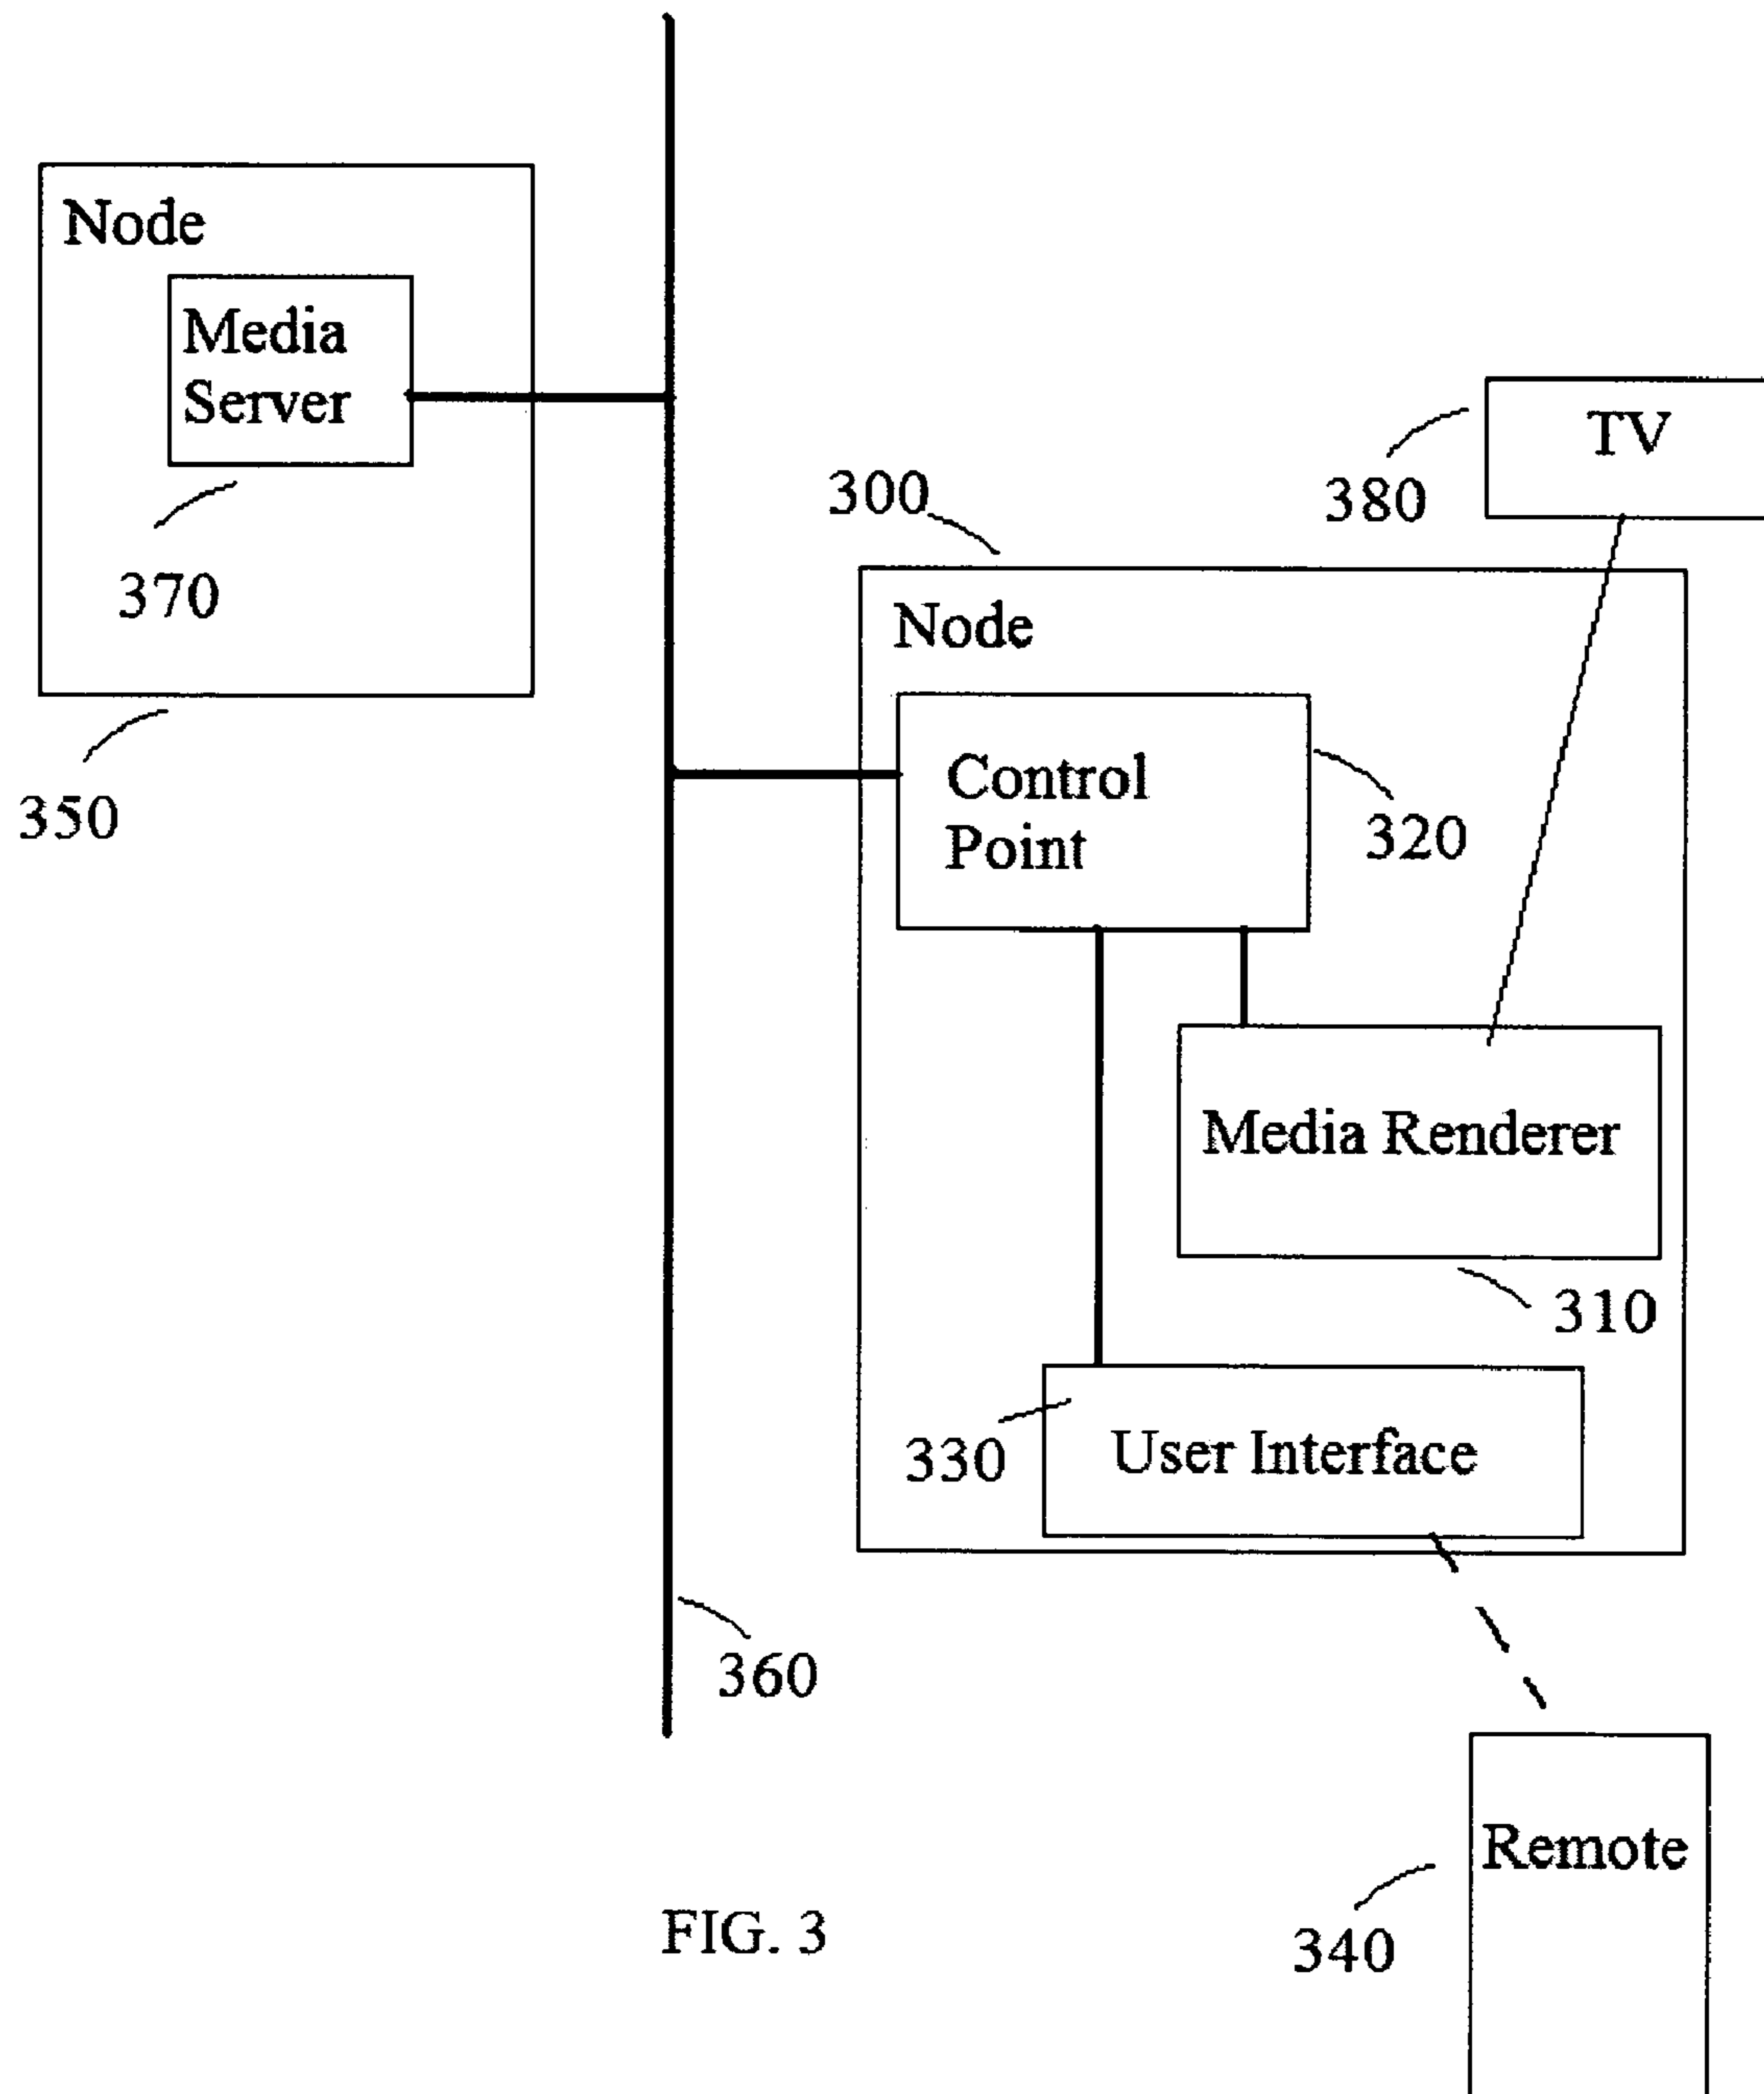 Node
Media
Server
370
350
TV
380
300
Node
Control
Point
320
Media Renderer
310
330
User Interface
360
Remote
340
FIG. 3